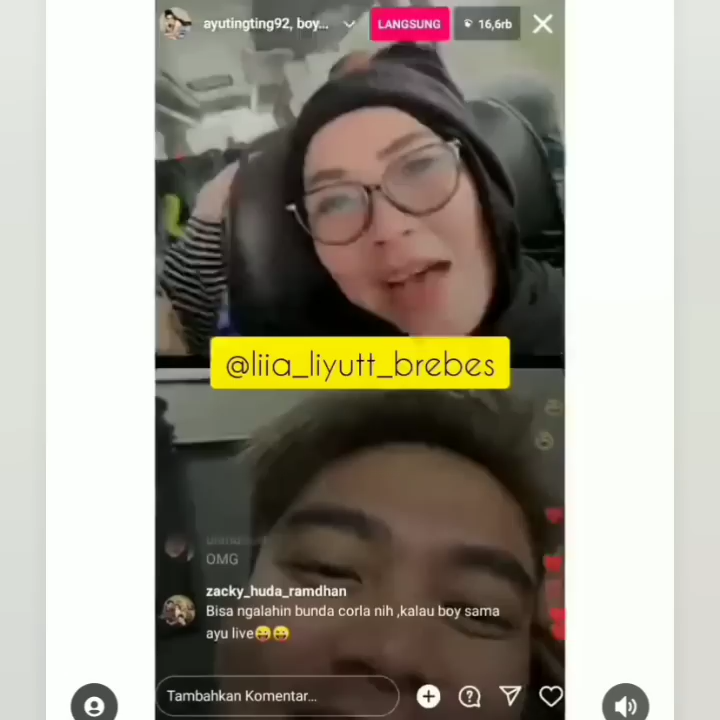 ayutingting92, boy...
LANGSUNG
16,6rb
@liia_liyutt_brebes
OMG
zacky_huda_ramdhan
Bisa ngalahin bunda corla nih ,kalau boy sama
ayu live😜😜
Tambahkan Komentar...